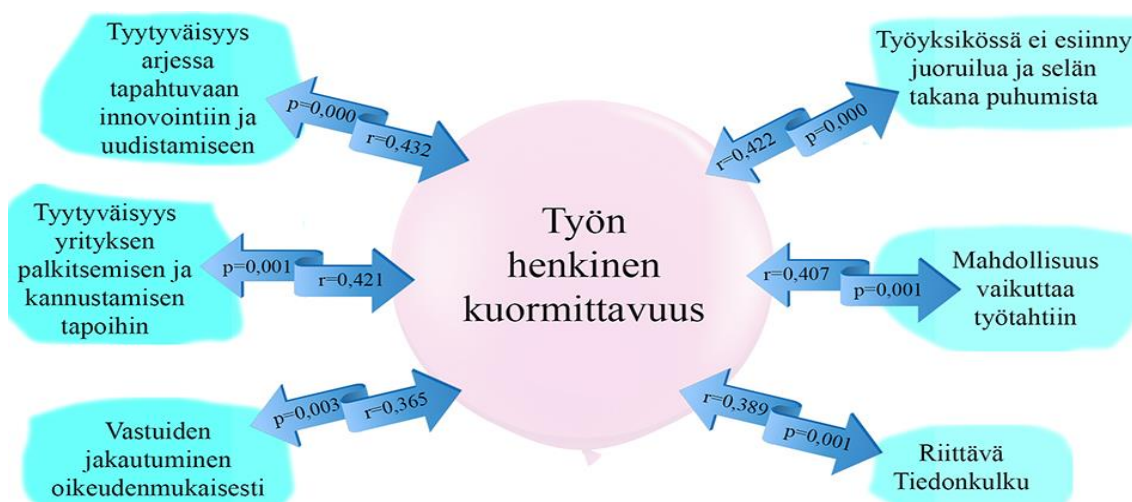 Tyytyväisyys
arjessa
tapahtuvaan
innovointiin ja
uudistamiseen
p=0,000
r=0,432
Tyytyväisyys
yrityksen
palkitsemisen ja
kannustamisen
tapoihin
p=0,001
r=0,421
Vastuiden
jakautuminen
oikeudenmukaisesti
p=0,003
r=0,365
Työn
henkinen
kuormittavuus
Työyksikössä ei esiinny
juoruilua ja selän
takana puhumista
r=0,422
p=0,000
Mahdollisuus
vaikuttaa
työtahtiin
r=0,407
p=0,001
Riittävä
Tiedonkulku
r=0,389
p=0,001